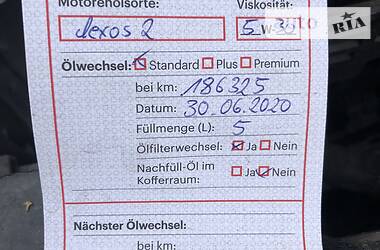 Motorenölsorte: Viskosität:
dexos 2 5 W-30
Ölwechsel: Standard Plus Premium
bei km: 186325
Datum: 30.06.2020
Füllmenge (L): 5
Ölfilterwechsel: Ja Nein
Nachfüll-Öl im
Kofferraum: Ja Nein
Nächster Ölwechsel:
bei km:
RIA